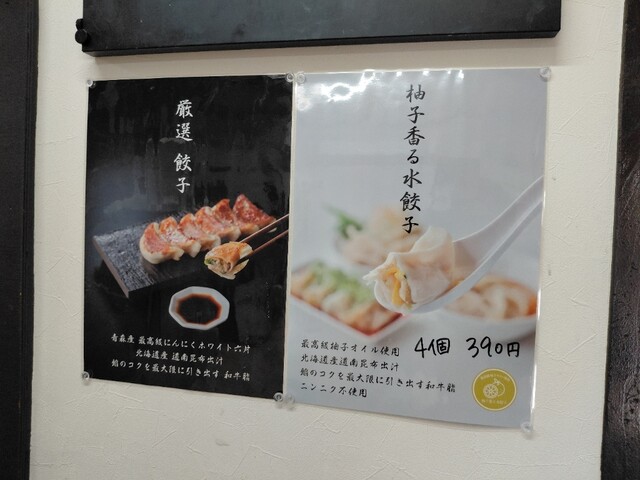 厳選 餃子
青森産 最高級にんにくホワイト六片
北海道産 道南昆布出汁
餡のコクを最大限に引き出す 和牛脂
柚子香る水餃子
最高級柚子オイル使用
北海道産道南昆布出汁
餡のコクを最大限に引き出す和牛脂
ニンニク不使用
4個 390円